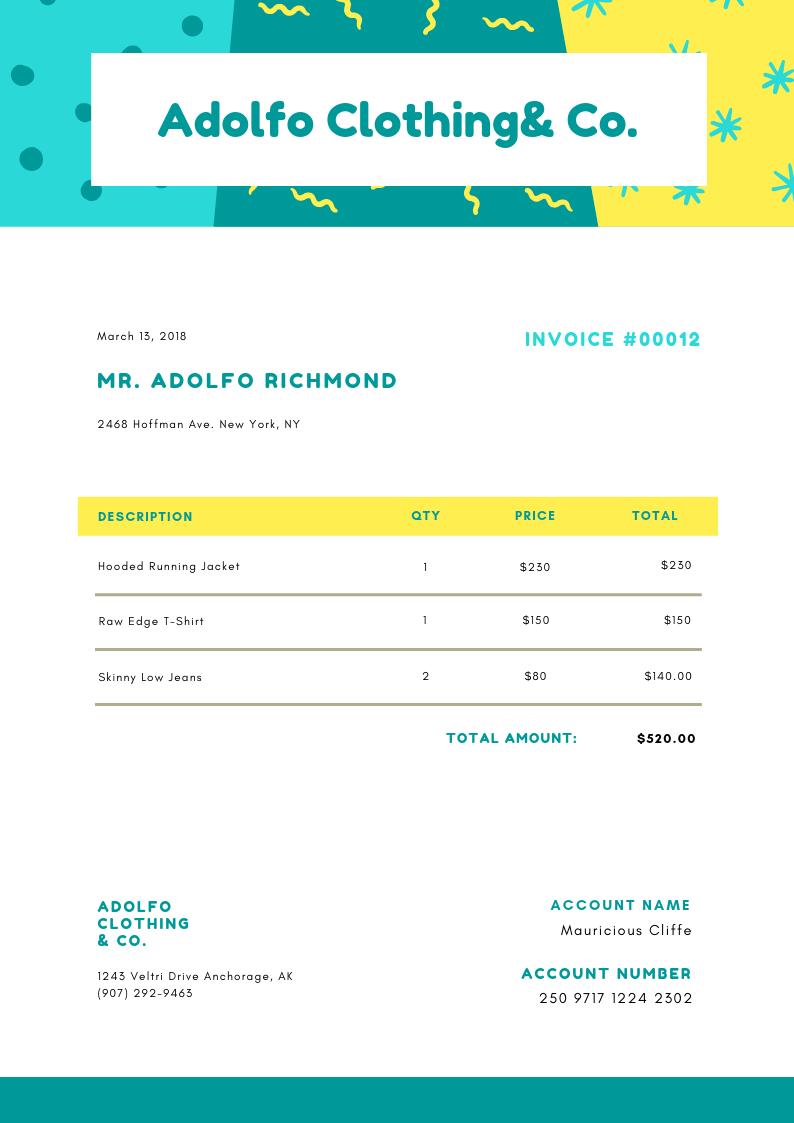 Adolfo Clothing& Co.
March 13, 2018
INVOICE #00012
MR. ADOLFO RICHMOND
2468 Hoffman Ave. New York, NY
DESCRIPTION QTY PRICE TOTAL
Hooded Running Jacket 1 $230 $230
Raw Edge T-Shirt 1 $150 $150
Skinny Low Jeans 2 $80 $140.00
TOTAL AMOUNT: $520.00
ADOLFO
CLOTHING
& CO.
1243 Veltri Drive Anchorage, AK
(907) 292-9463
ACCOUNT NAME
Mauricious Cliffe
ACCOUNT NUMBER
250 9717 1224 2302